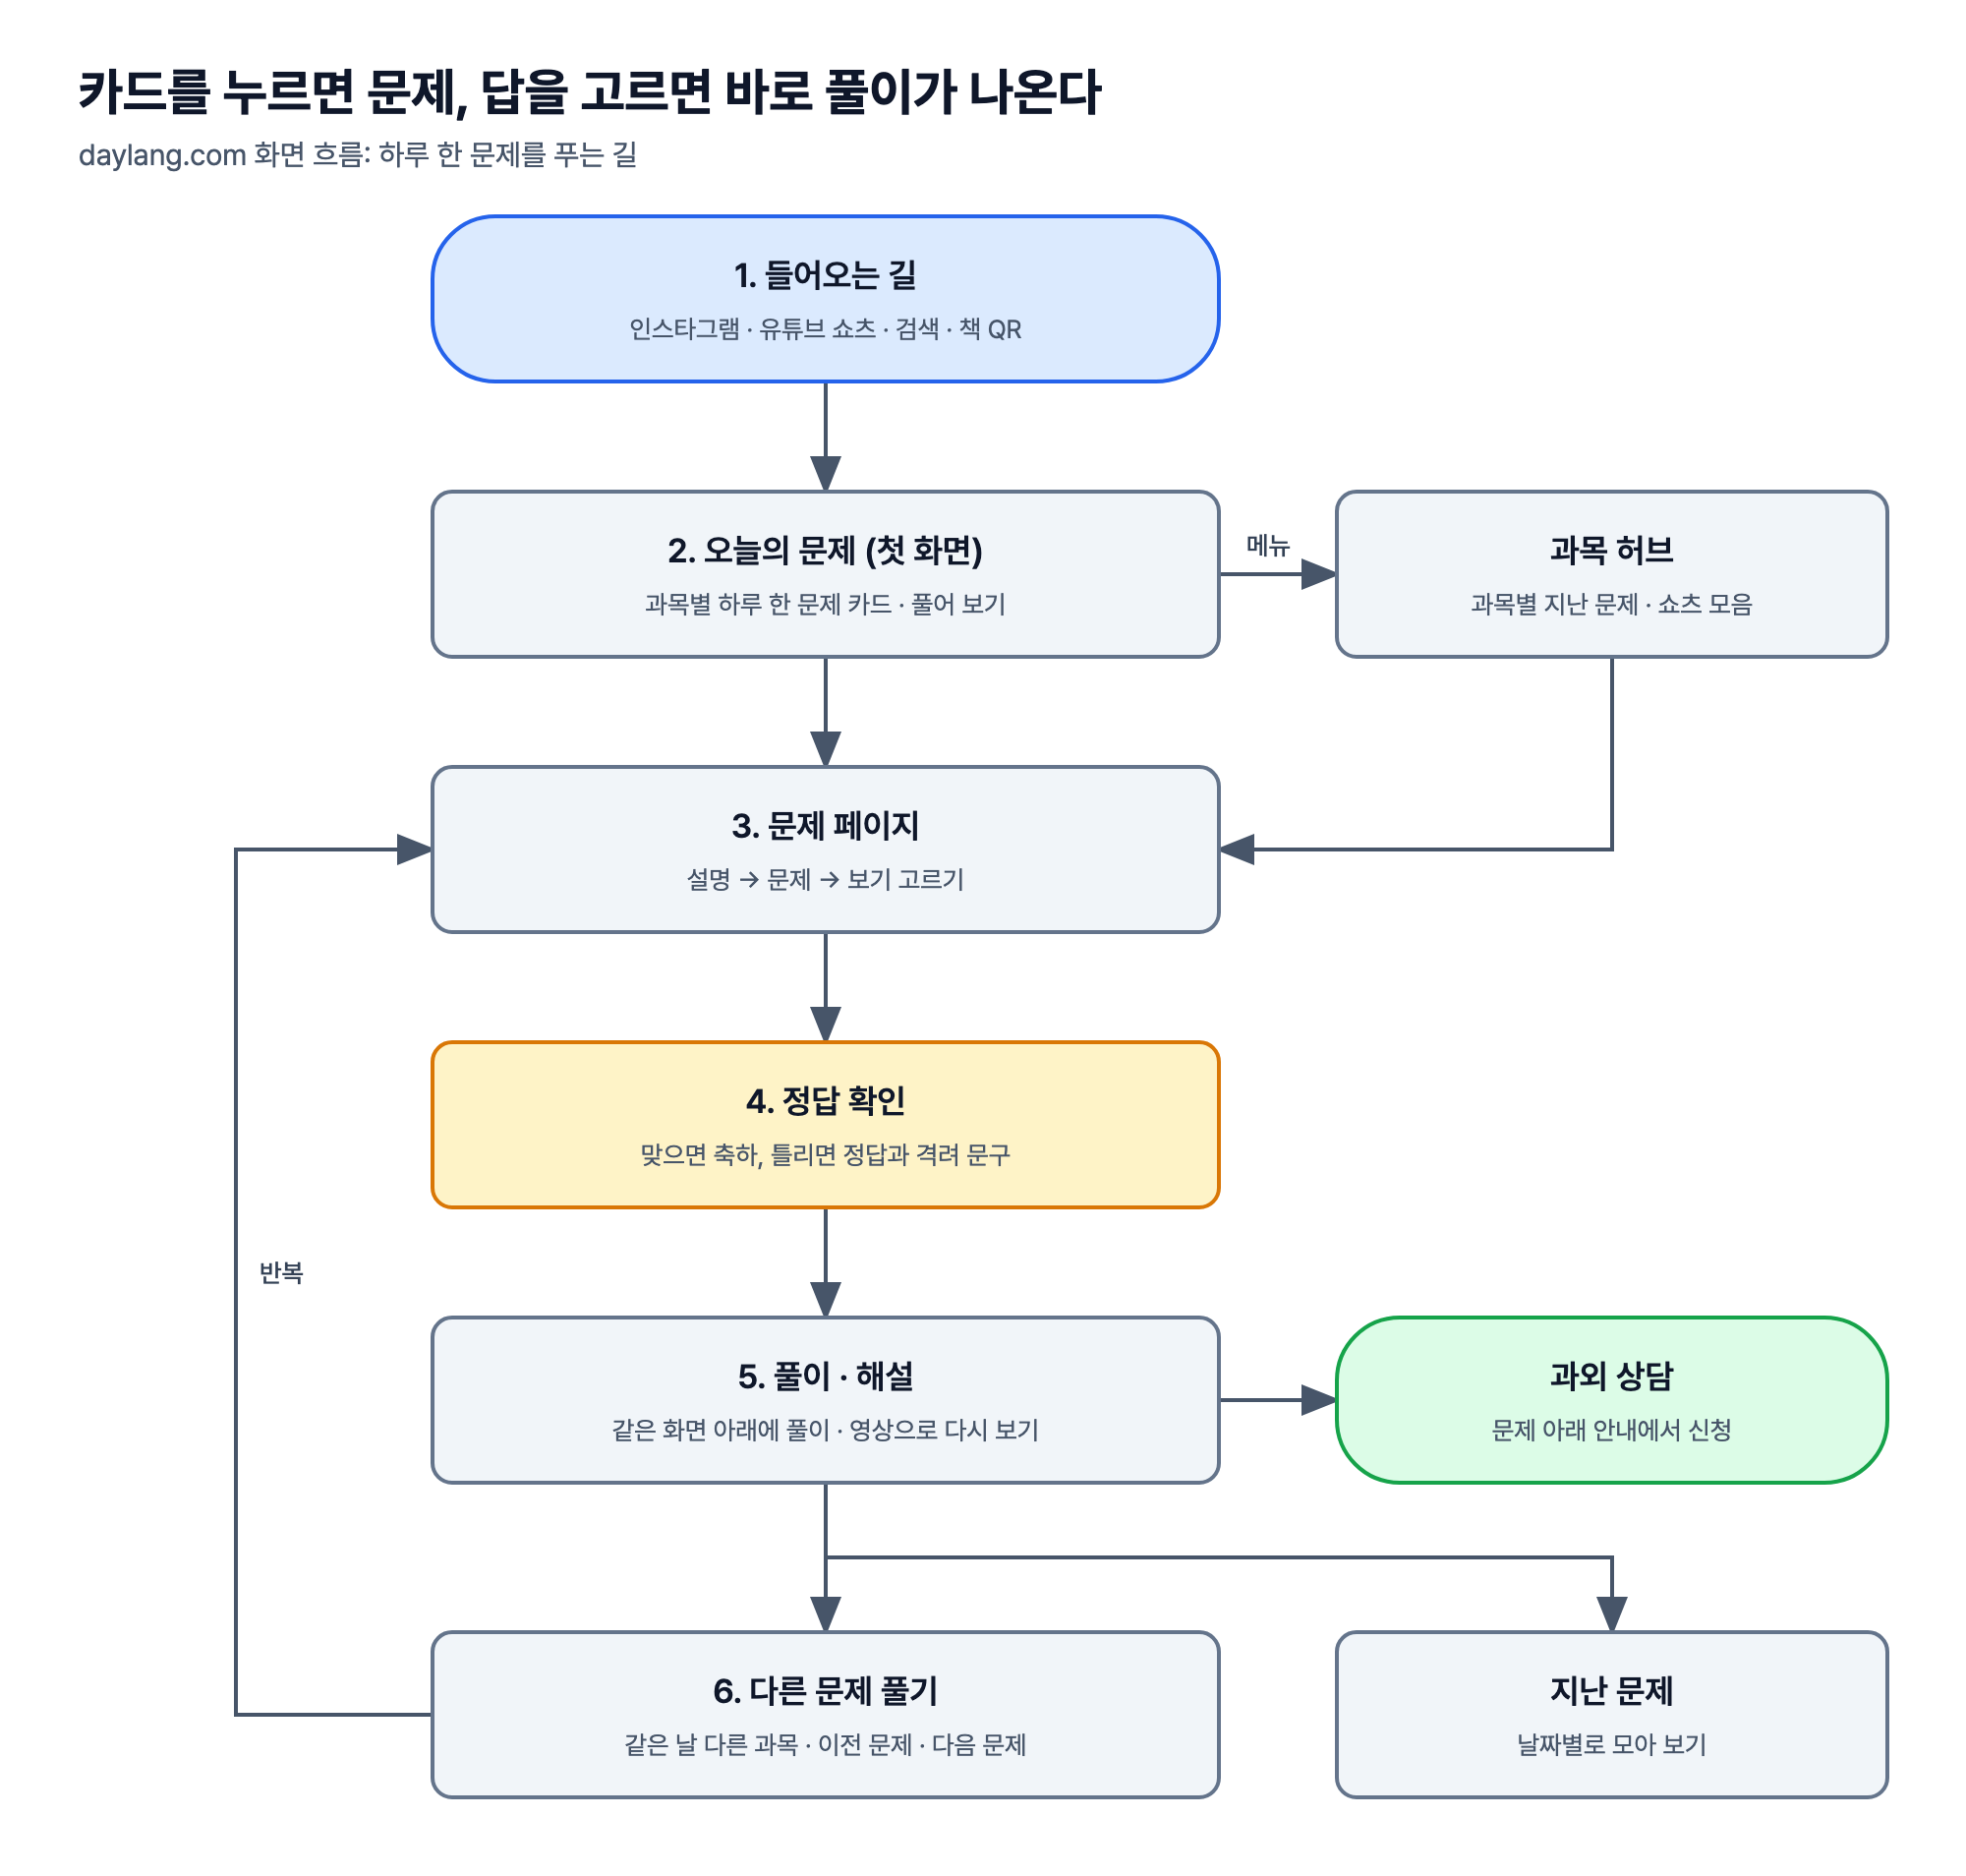 카드를 누르면 문제, 답을 고르면 바로 풀이가 나온다
daylang.com 화면 흐름: 하루 한 문제를 푸는 길
1. 들어오는 길
인스타그램 · 유튜브 쇼츠 · 검색 · 책 QR
2. 오늘의 문제 (첫 화면)
과목별 하루 한 문제 카드 · 풀어 보기
메뉴
과목 허브
과목별 지난 문제 · 쇼츠 모음
3. 문제 페이지
설명 → 문제 → 보기 고르기
4. 정답 확인
맞으면 축하, 틀리면 정답과 격려 문구
반복
5. 풀이 · 해설
같은 화면 아래에 풀이 · 영상으로 다시 보기
과외 상담
문제 아래 안내에서 신청
6. 다른 문제 풀기
같은 날 다른 과목 · 이전 문제 · 다음 문제
지난 문제
날짜별로 모아 보기